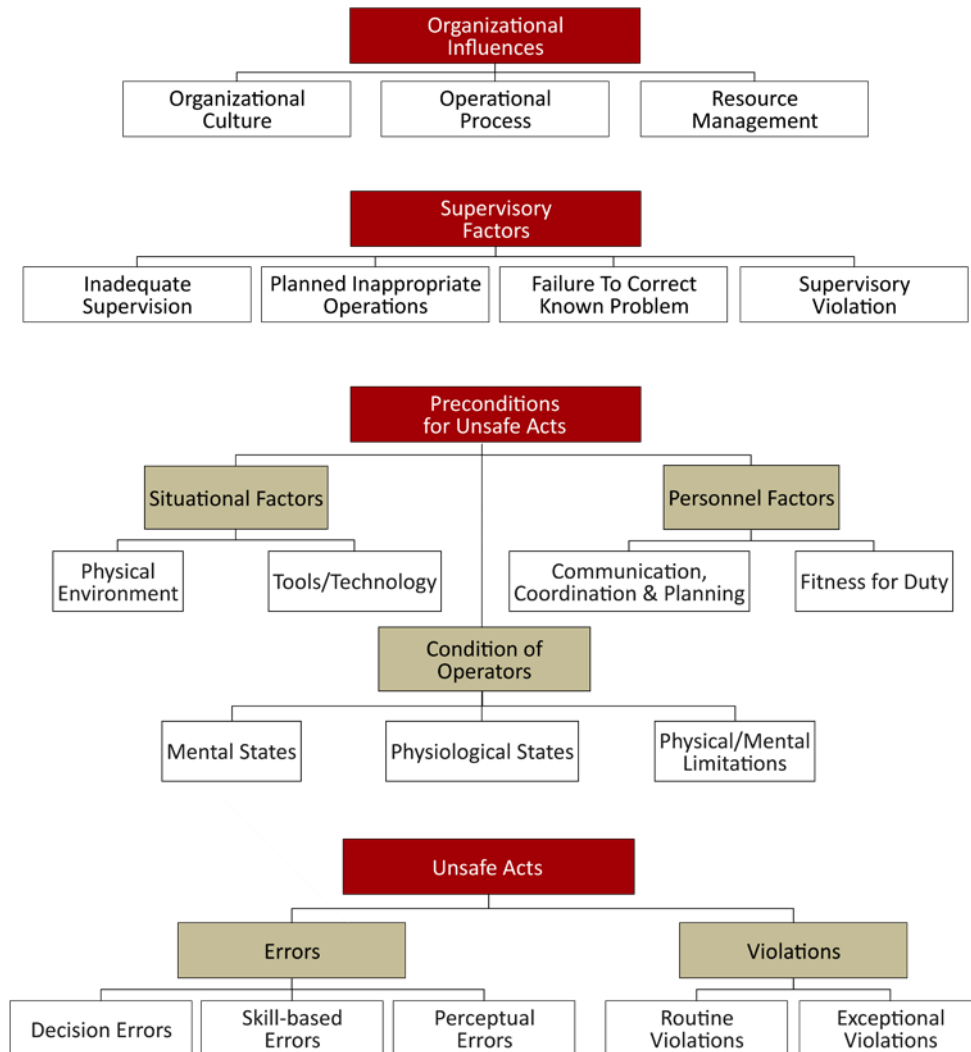 Organizational
Influences
Organizational
Culture
Operational
Process
Resource
Management
Supervisory
Factors
Inadequate
Supervision
Planned Inappropriate
Operations
Failure To Correct
Known Problem
Supervisory
Violation
Preconditions
for Unsafe Acts
Situational Factors
Personnel Factors
Physical
Environment
Tools/Technology
Communication,
Coordination & Planning
Fitness for Duty
Condition of
Operators
Mental States
Physiological States
Physical/Mental
Limitations
Unsafe Acts
Errors
Violations
Decision Errors
Skill-based
Errors
Perceptual
Errors
Routine
Violations
Exceptional
Violations